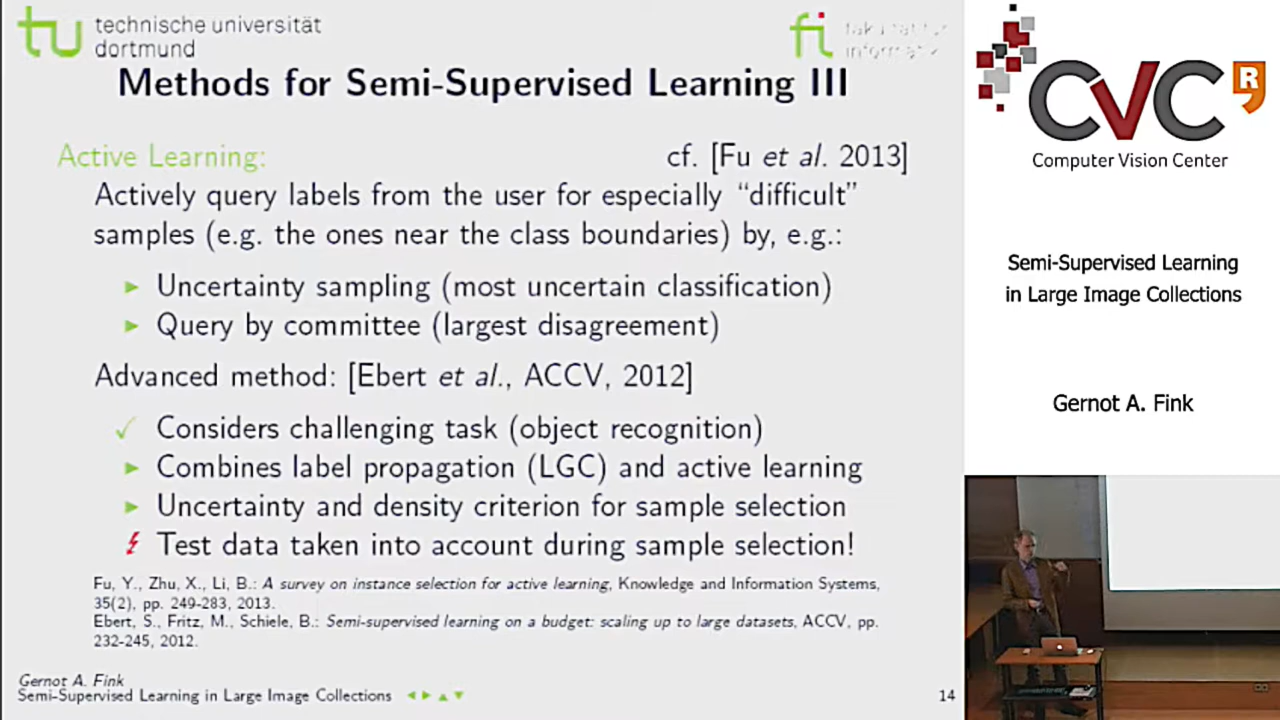 technische universität
dortmund
fi
Methods for Semi-Supervised Learning III
Active Learning: cf. [Fu et al. 2013]
Actively query labels from the user for especially “difficult”
samples (e.g. the ones near the class boundaries) by, e.g.:
Uncertainty sampling (most uncertain classification)
Query by committee (largest disagreement)
Advanced method: [Ebert et al., ACCV, 2012]
Considers challenging task (object recognition)
Combines label propagation (LGC) and active learning
Uncertainty and density criterion for sample selection
Test data taken into account during sample selection!
Fu, Y., Zhu, X., Li, B.: A survey on instance selection for active learning, Knowledge and Information Systems,
35(2), pp. 249-283, 2013.
Ebert, S., Fritz, M., Schiele, B.: Semi-supervised learning on a budget: scaling up to large datasets, ACCV, pp.
232-245, 2012.
Gernot A. Fink
Semi-Supervised Learning in Large Image Collections
14
CVC
R
Computer Vision Center
Semi-Supervised Learning
in Large Image Collections
Gernot A. Fink